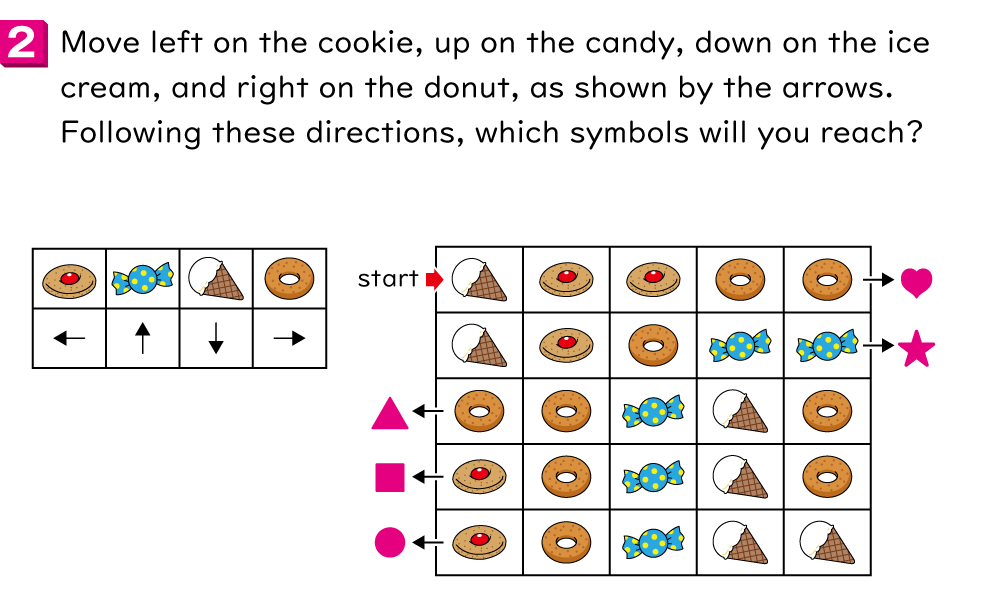 2 Move left on the cookie, up on the candy, down on the ice
cream, and right on the donut, as shown by the arrows.
Following these directions, which symbols will you reach?
start